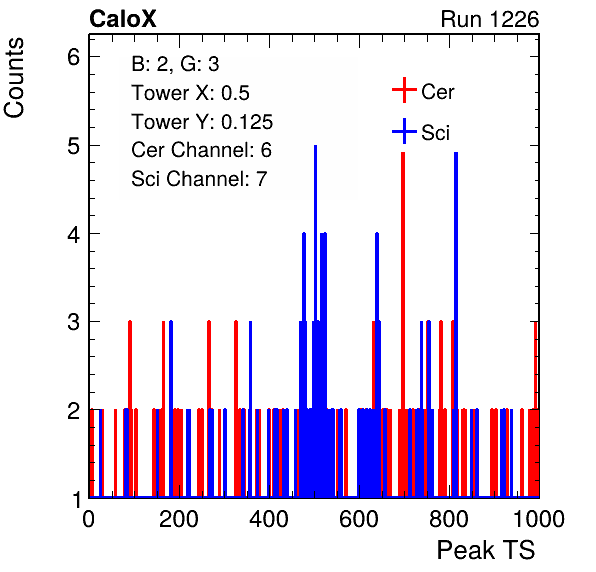 CaloX Run 1226
Counts
B: 2, G: 3
Tower X: 0.5
Tower Y: 0.125
Cer Channel: 6
Sci Channel: 7
Cer
Sci
6
5
4
3
2
1
0 200 400 600 800 1000
Peak TS